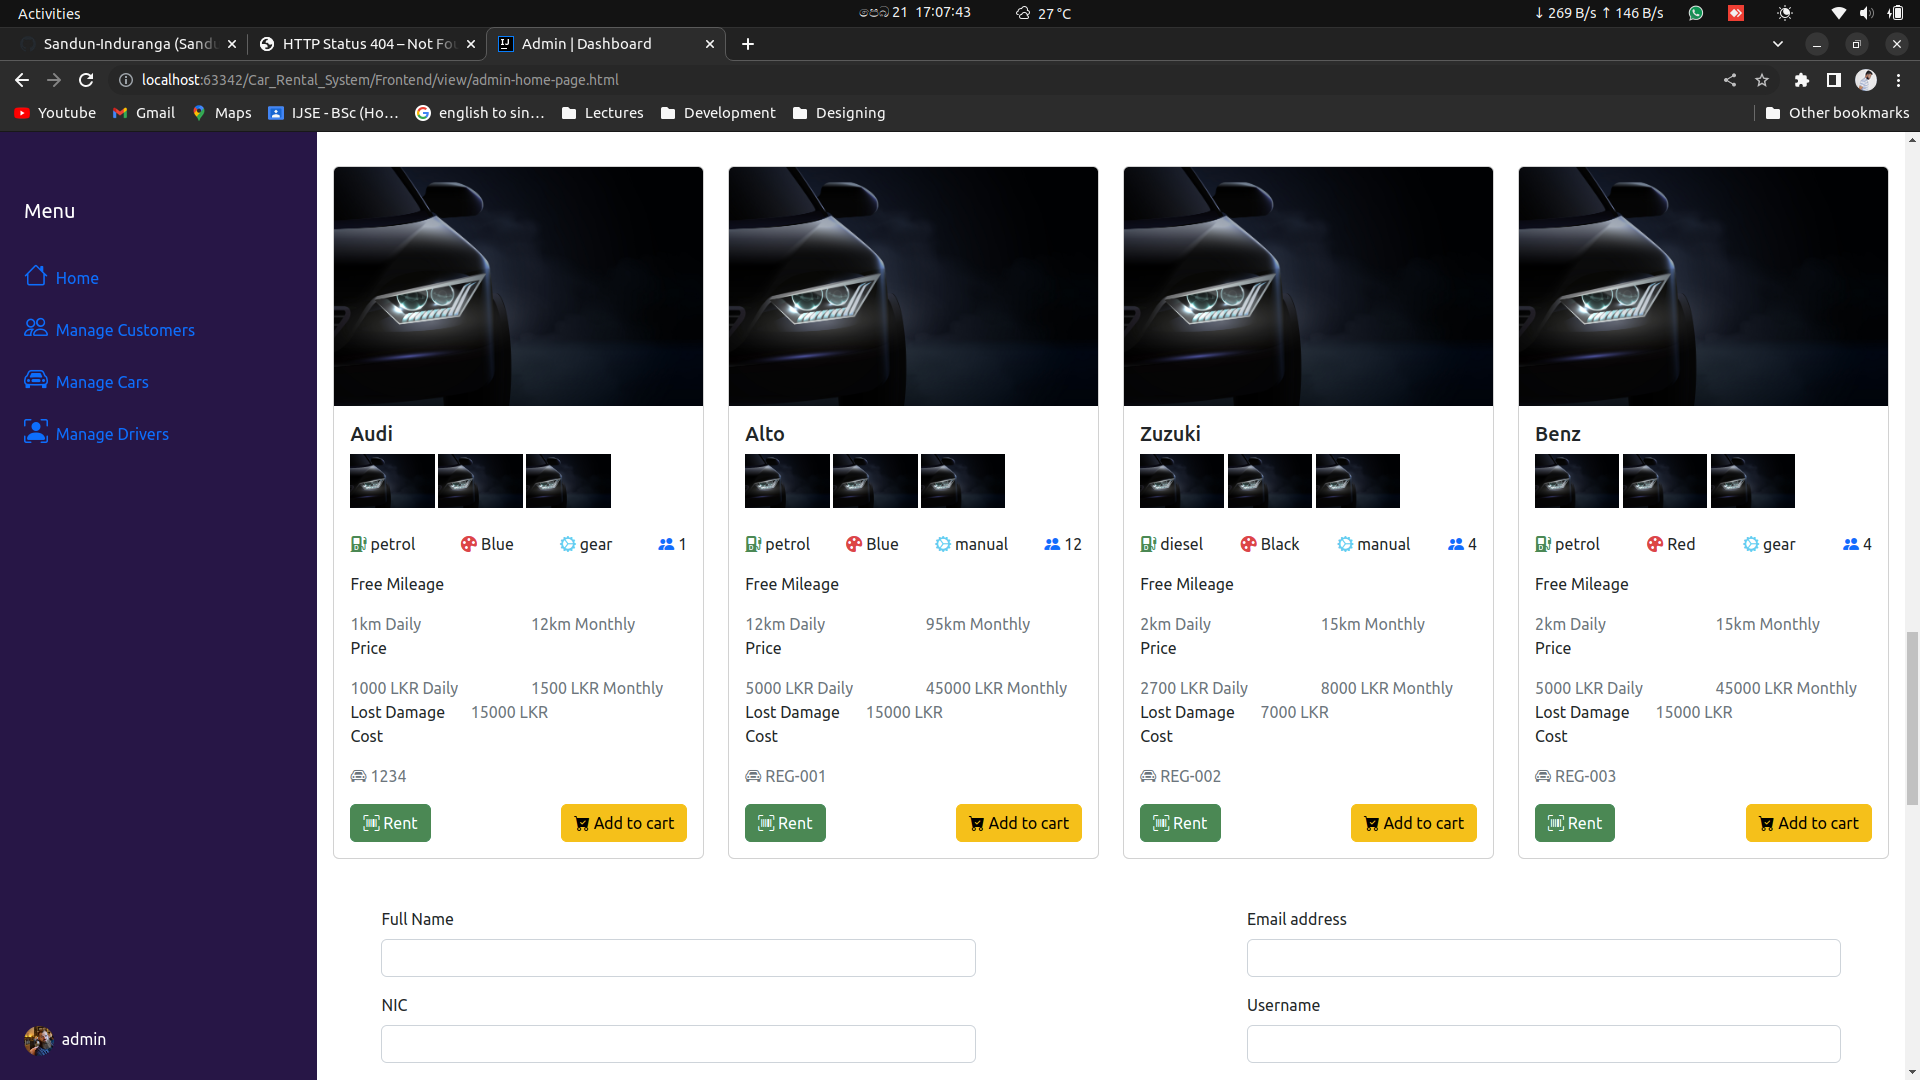 Activities
පෙබ 21 17:07:43
27 °C
↓ 269 B/s ↑ 146 B/s
Sandun-Induranga (Sandu
HTTP Status 404 – Not Fou
Admin | Dashboard
localhost:63342/Car_Rental_System/Frontend/view/admin-home-page.html
Youtube
Gmail
Maps
IJSE - BSc (Ho...
english to sin...
Lectures
Development
Designing
Other bookmarks
Menu
Home
Manage Customers
Manage Cars
Manage Drivers
admin
Audi
petrol Blue gear 1
Free Mileage
1km Daily 12km Monthly
Price
1000 LKR Daily 1500 LKR Monthly
Lost Damage 15000 LKR
Cost
1234
Rent Add to cart
Alto
petrol Blue manual 12
Free Mileage
12km Daily 95km Monthly
Price
5000 LKR Daily 45000 LKR Monthly
Lost Damage 15000 LKR
Cost
REG-001
Rent Add to cart
Zuzuki
diesel Black manual 4
Free Mileage
2km Daily 15km Monthly
Price
2700 LKR Daily 8000 LKR Monthly
Lost Damage 7000 LKR
Cost
REG-002
Rent Add to cart
Benz
petrol Red gear 4
Free Mileage
2km Daily 15km Monthly
Price
5000 LKR Daily 45000 LKR Monthly
Lost Damage 15000 LKR
Cost
REG-003
Rent Add to cart
Full Name
Email address
NIC
Username